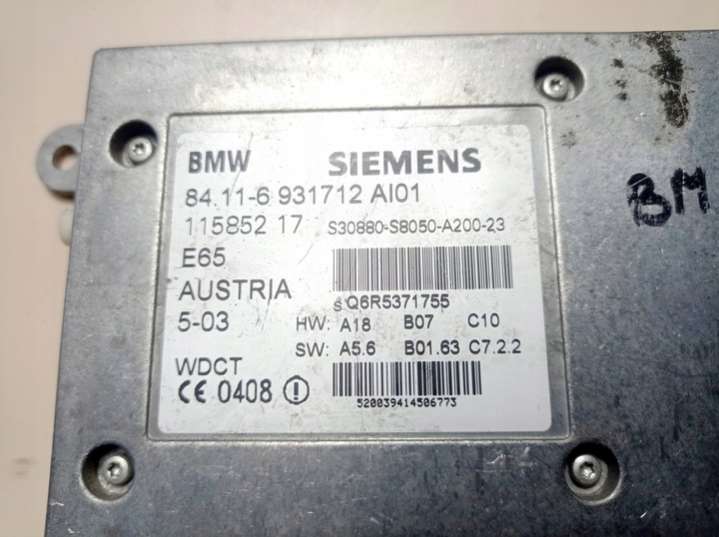 BMW SIEMENS
84.11-6 931712 AI01
115852 17 S30880-S8050-A200-23
E65
AUSTRIA
sQ6R5371755
5-03 HW: A18 B07 C10
SW: A5.6 B01.63 C7.2.2
WDCT
CE 0408
520039414506773
BM